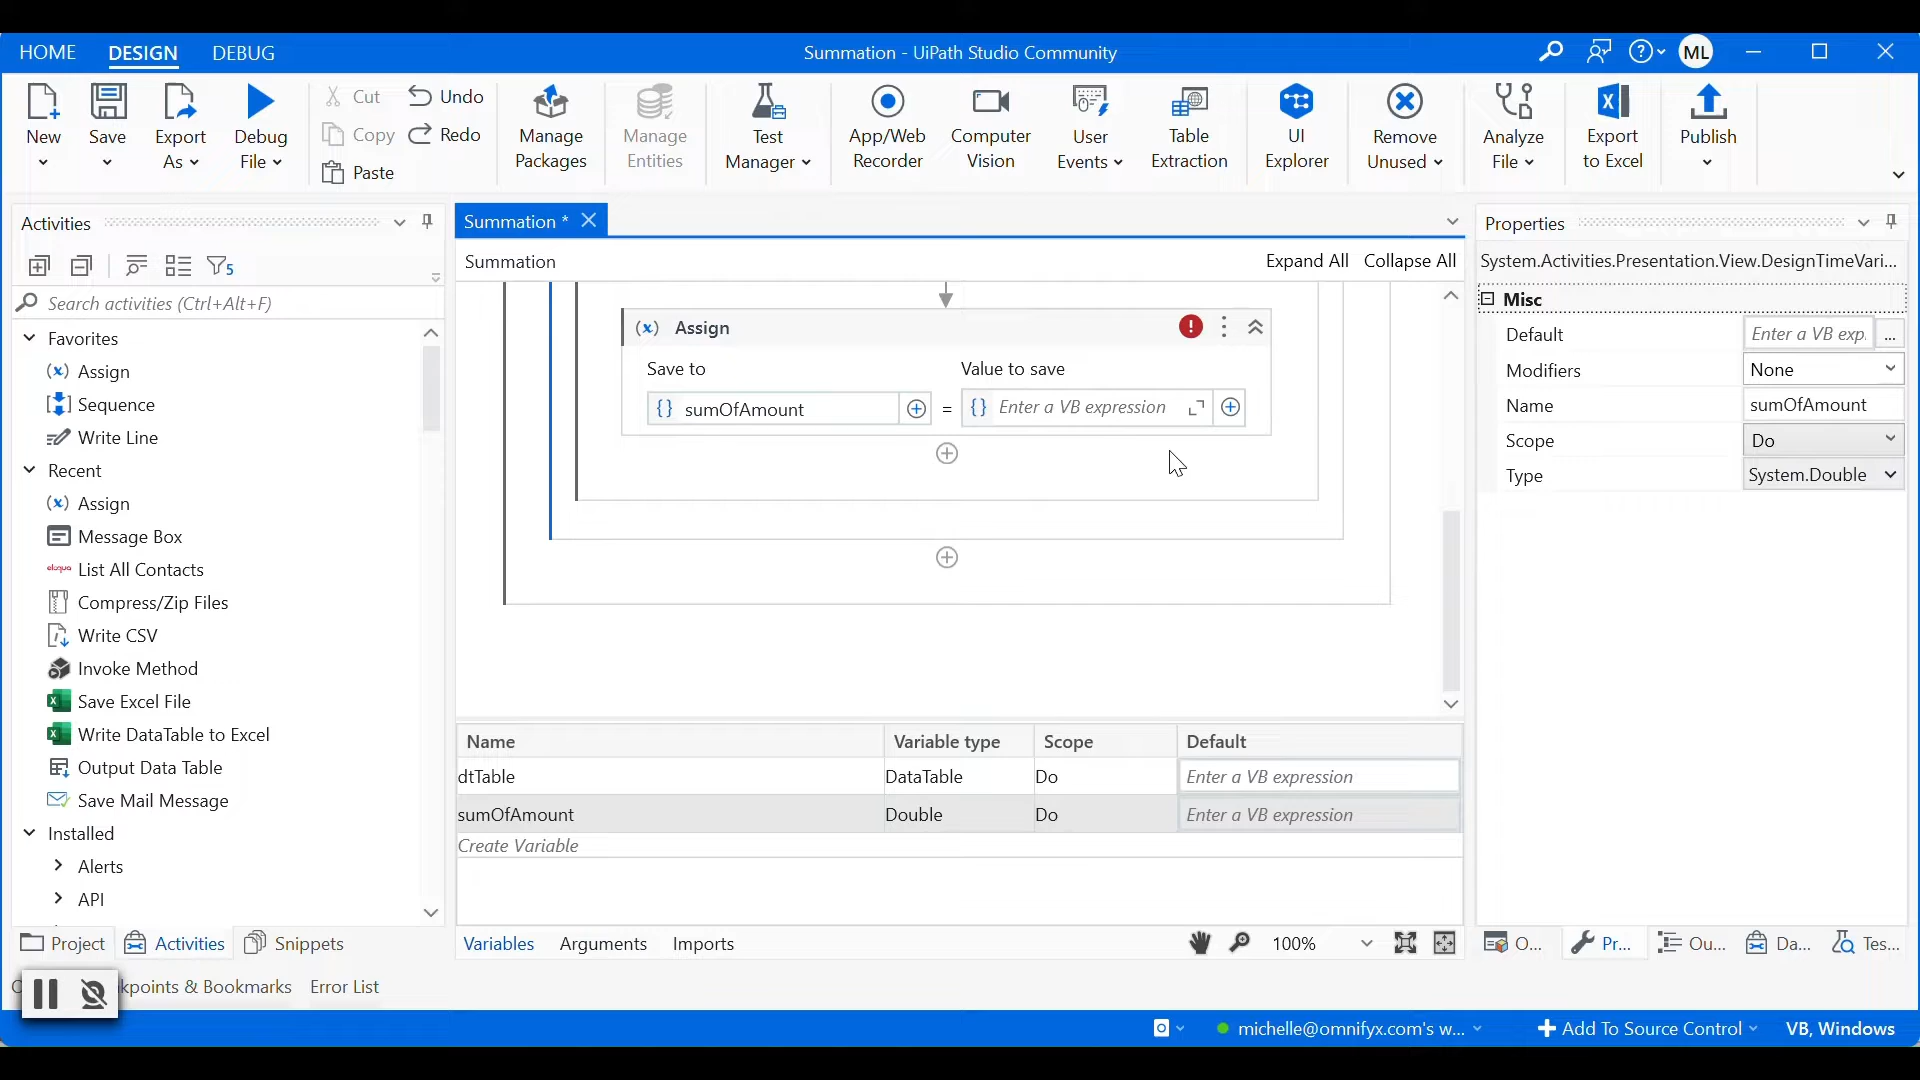 HOME DESIGN DEBUG Summation - UiPath Studio Community ML
New Save Export As Debug File
Cut Copy Paste Undo Redo
Manage Packages
Manage Entities
Test Manager
App/Web Recorder
Computer Vision
User Events
Table Extraction
UI Explorer
Remove Unused
Analyze File
Export to Excel
Publish
Activities
5
Search activities (Ctrl+Alt+F)
Favorites
(x) Assign
Sequence
Write Line
Recent
(x) Assign
Message Box
eloqua List All Contacts
Compress/Zip Files
Write CSV
Invoke Method
Save Excel File
Write DataTable to Excel
Output Data Table
Save Mail Message
Installed
Alerts
API
Project Activities Snippets
Summation *
Summation Expand All Collapse All
(x) Assign !
Save to Value to save
{} sumOfAmount = {} Enter a VB expression
Name Variable type Scope Default
dtTable DataTable Do Enter a VB expression
sumOfAmount Double Do Enter a VB expression
Create Variable
Variables Arguments Imports 100%
Properties
System.Activities.Presentation.View.DesignTimeVari...
Misc
Default Enter a VB exp. ...
Modifiers None
Name sumOfAmount
Scope Do
Type System.Double
O... Pr... Ou... Da... Tes...
kpoints & Bookmarks Error List
michelle@omnifyx.com's w... Add To Source Control VB, Windows